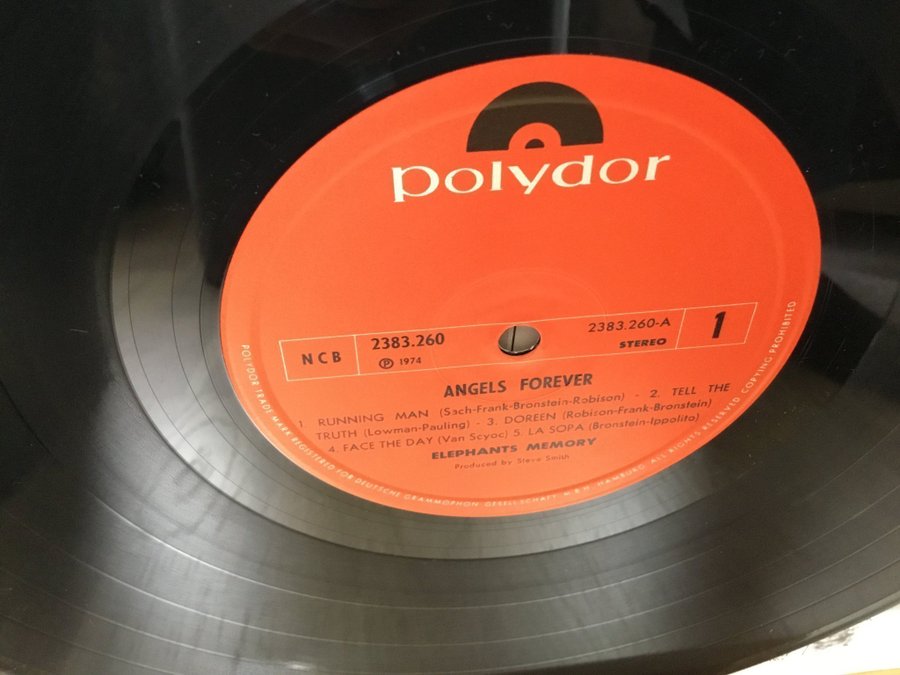 polydor
NCB
2383.260
Ⓟ 1974
2383.260-A
STEREO
1
ANGELS FOREVER
1. RUNNING MAN (Sach-Frank-Bronstein-Robison) - 2. TELL THE
TRUTH (Lowman-Pauling) - 3. DOREEN (Robison-Frank-Bronstein)
4. FACE THE DAY (Van Scyoc) 5. LA SOPA (Bronstein-Ippolito)
ELEPHANTS MEMORY
Produced by Steve Smith
POLYDOR TRADE MARK REGISTERED FOR DEUTSCHE GRAMMOPHON GESELLSCHAFT M.B.H. HAMBURG. ALL RIGHTS RESERVED. COPYING PROHIBITED